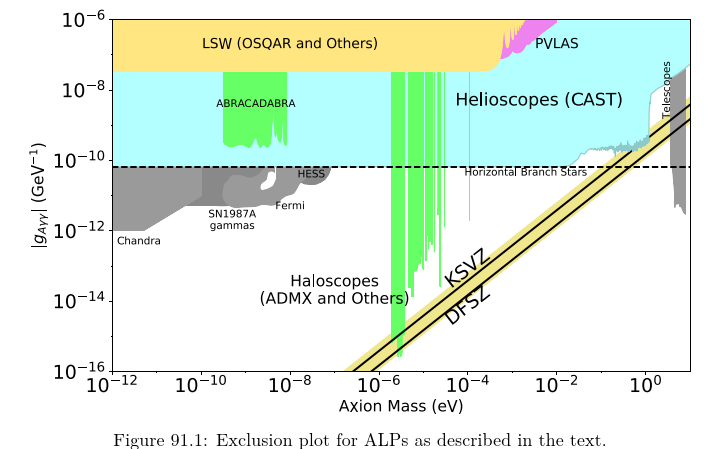 10⁻⁶
LSW (OSQAR and Others)
PVLAS
Telescopes
10⁻⁸
ABRACADABRA
Helioscopes (CAST)
|g_{Aγγ}| (GeV⁻¹)
10⁻¹⁰
HESS
Horizontal Branch Stars
Fermi
SN1987A
gammas
10⁻¹²
Chandra
KSVZ
Haloscopes
(ADMX and Others)
DFSZ
10⁻¹⁴
10⁻¹⁶
10⁻¹² 10⁻¹⁰ 10⁻⁸ 10⁻⁶ 10⁻⁴ 10⁻² 10⁰
Axion Mass (eV)
Figure 91.1: Exclusion plot for ALPs as described in the text.